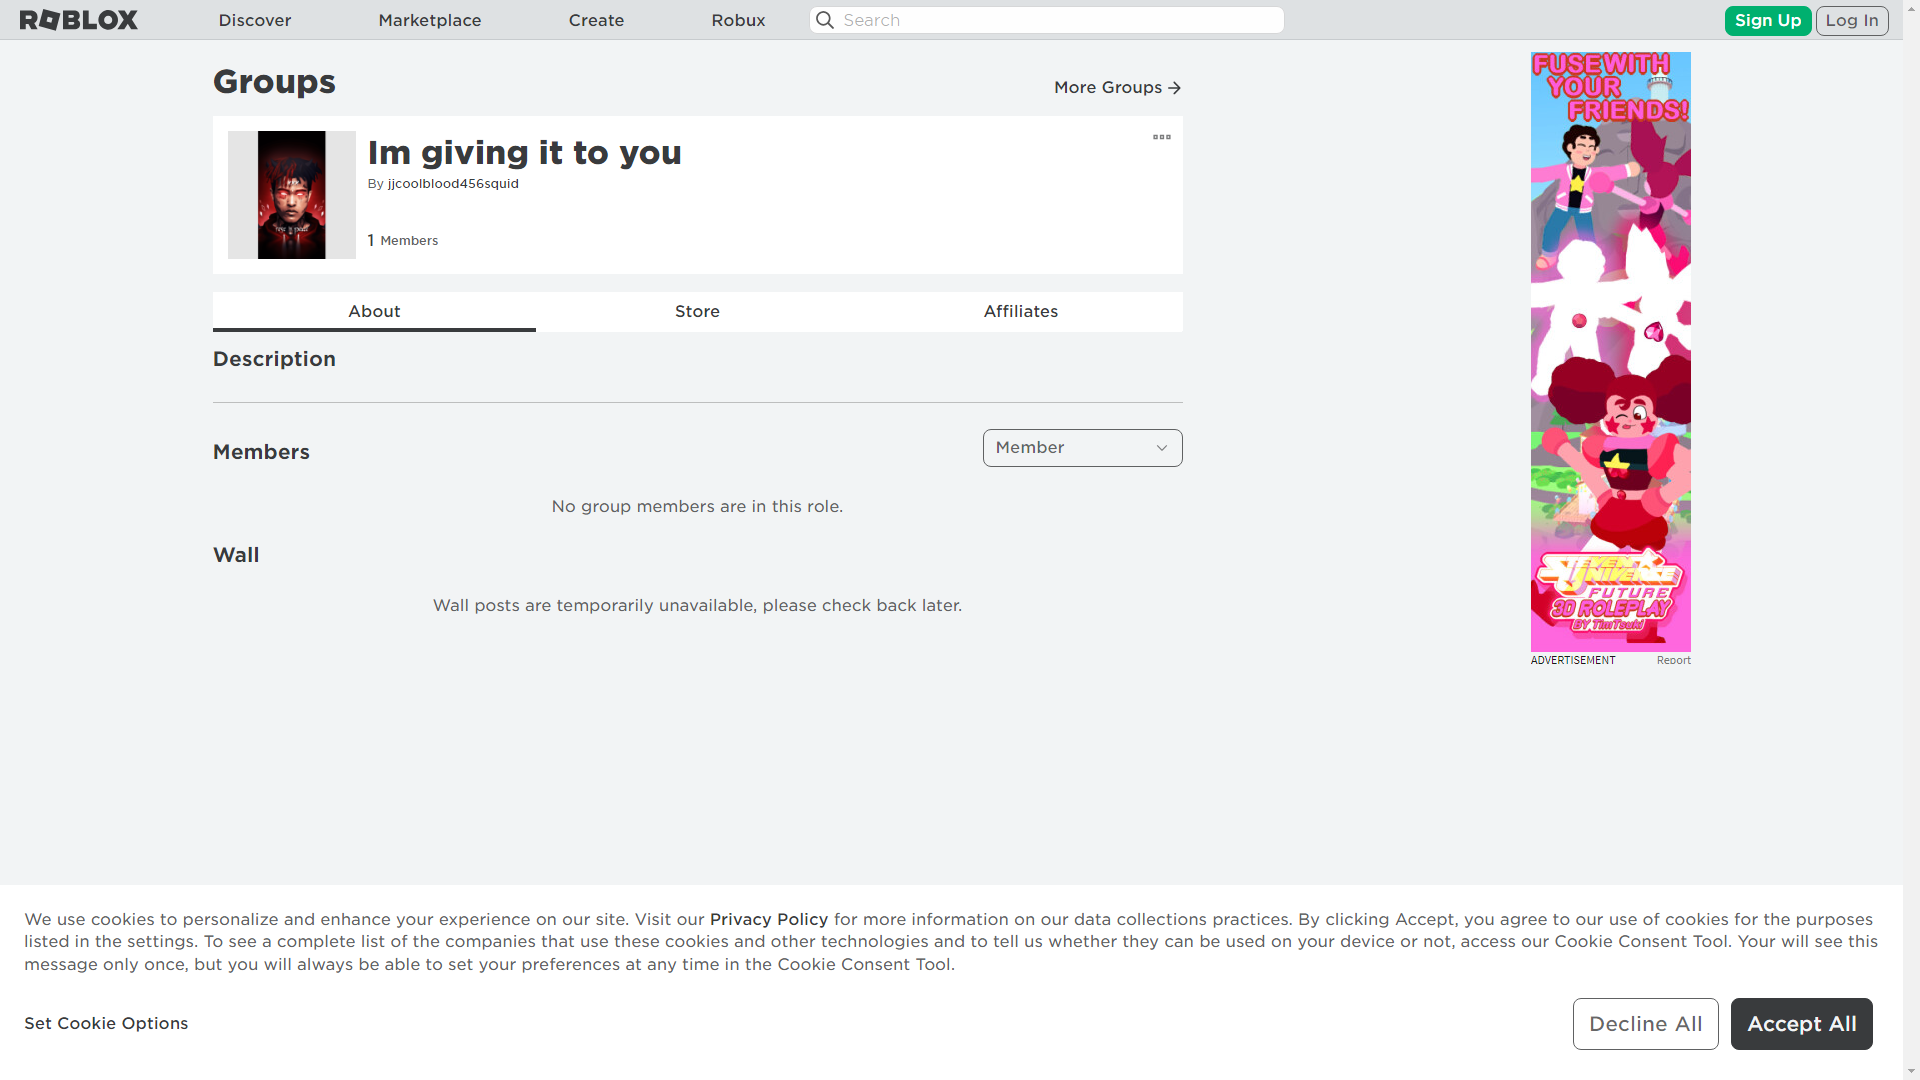 ROBLOX
Discover
Marketplace
Create
Robux
Search
Sign Up
Log In
Groups
More Groups
Im giving it to you
By jjcoolblood456squid
1 Members
About
Store
Affiliates
Description
Members
Member
No group members are in this role.
Wall
Wall posts are temporarily unavailable, please check back later.
FUSE WITH
YOUR
FRIENDS!
STEVEN
UNIVERSE
FUTURE
3D ROLEPLAY
BY TimTsuki
ADVERTISEMENT
Report
We use cookies to personalize and enhance your experience on our site. Visit our Privacy Policy for more information on our data collections practices. By clicking Accept, you agree to our use of cookies for the purposes
listed in the settings. To see a complete list of the companies that use these cookies and other technologies and to tell us whether they can be used on your device or not, access our Cookie Consent Tool. Your will see this
message only once, but you will always be able to set your preferences at any time in the Cookie Consent Tool.
Set Cookie Options
Decline All
Accept All